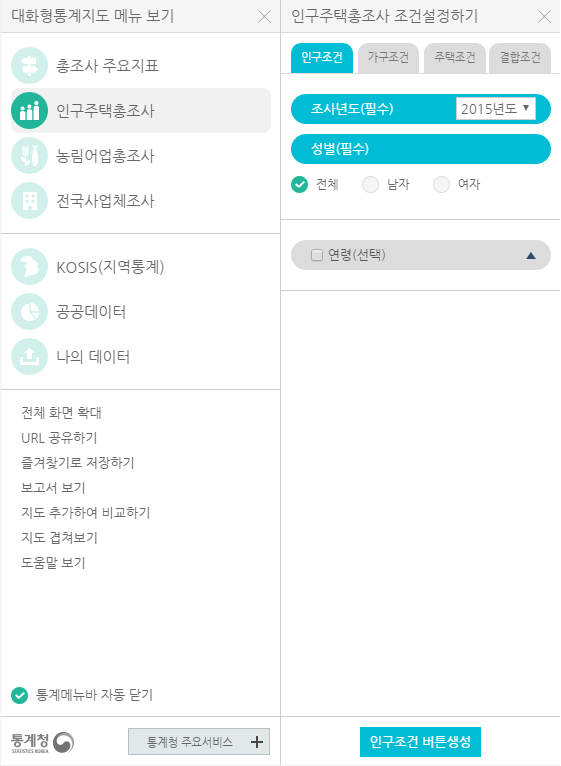 대화형통계지도 메뉴 보기
총조사 주요지표
인구주택총조사
농림어업총조사
전국사업체조사
KOSIS(지역통계)
공공데이터
나의 데이터
전체 화면 확대
URL 공유하기
즐겨찾기로 저장하기
보고서 보기
지도 추가하여 비교하기
지도 겹쳐보기
도움말 보기
통계메뉴바 자동 닫기
통계청
STATISTICS KOREA
통계청 주요서비스
인구주택총조사 조건설정하기
인구조건 가구조건 주택조건 결합조건
조사년도(필수) 2015년도
성별(필수)
전체 남자 여자
연령(선택)
인구조건 버튼생성